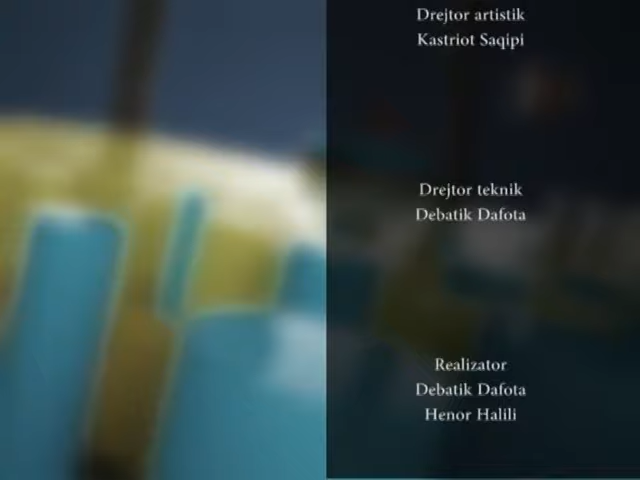 Drejtor artistik
Kastriot Saqipi
Drejtor teknik
Debatik Dafota
Realizator
Debatik Dafota
Henor Halili